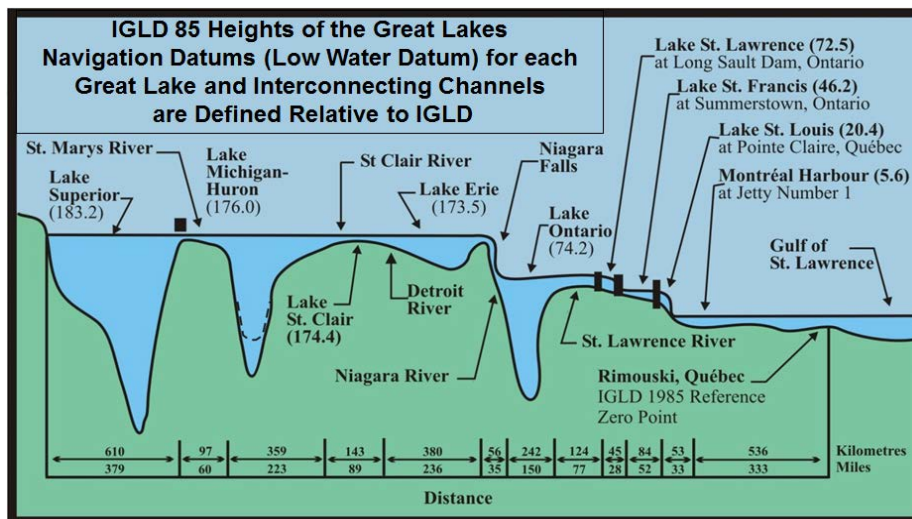 IGLD 85 Heights of the Great Lakes
Navigation Datums (Low Water Datum) for each
Great Lake and Interconnecting Channels
are Defined Relative to IGLD
Lake St. Lawrence (72.5)
at Long Sault Dam, Ontario
Lake St. Francis (46.2)
at Summerstown, Ontario
Lake St. Louis (20.4)
at Pointe Claire, Québec
Montréal Harbour (5.6)
at Jetty Number 1
St. Marys River
Lake
Superior
(183.2)
Lake
Michigan-
Huron
(176.0)
St Clair River
Lake Erie
(173.5)
Niagara
Falls
Lake
Ontario
(74.2)
Gulf of
St. Lawrence
Lake
St. Clair
(174.4)
Detroit
River
Niagara River
St. Lawrence River
Rimouski, Québec
IGLD 1985 Reference
Zero Point
610 97 359 143 380 56 242 124 45 84 53 536 Kilometres
379 60 223 89 236 35 150 77 28 52 33 333 Miles
Distance